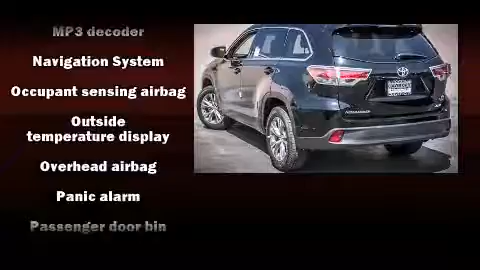 MP3 decoder
Navigation System
Occupant sensing airbag
Outside
temperature display
Overhead airbag
Panic alarm
Passenger door bin